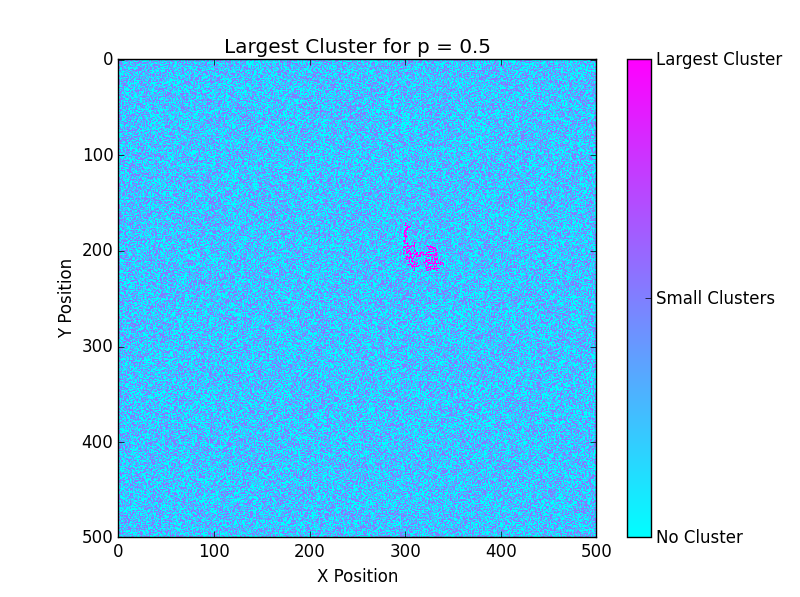 Largest Cluster for p = 0.5
0
100
200
300
400
500
Y Position
0
100
200
300
400
500
X Position
Largest Cluster
Small Clusters
No Cluster